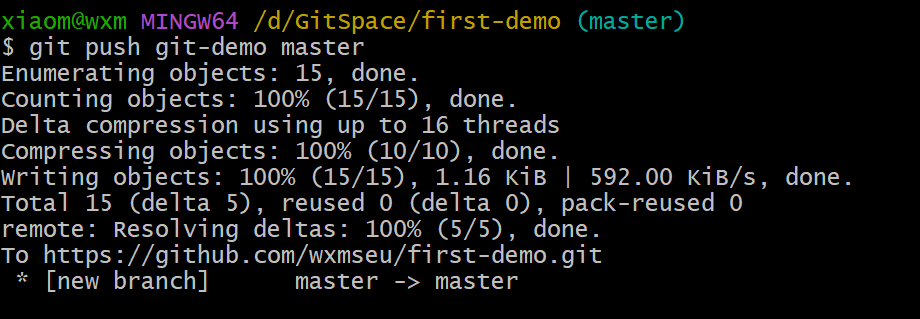 xiaom@wxm MINGW64 /d/GitSpace/first-demo (master)
$ git push git-demo master
Enumerating objects: 15, done.
Counting objects: 100% (15/15), done.
Delta compression using up to 16 threads
Compressing objects: 100% (10/10), done.
Writing objects: 100% (15/15), 1.16 KiB | 592.00 KiB/s, done.
Total 15 (delta 5), reused 0 (delta 0), pack-reused 0
remote: Resolving deltas: 100% (5/5), done.
To https://github.com/wxmseu/first-demo.git
 * [new branch]      master -> master